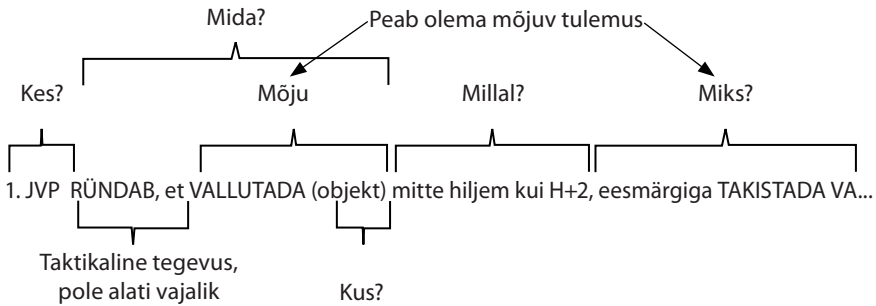 Mida?
Peab olema mõjuv tulemus
Kes?
Mõju
Millal?
Miks?
1. JVP RÜNDAB, et VALLUTADA (objekt) mitte hiljem kui H+2, eesmärgiga TAKISTADA VA...
Taktikaline tegevus,
pole alati vajalik
Kus?